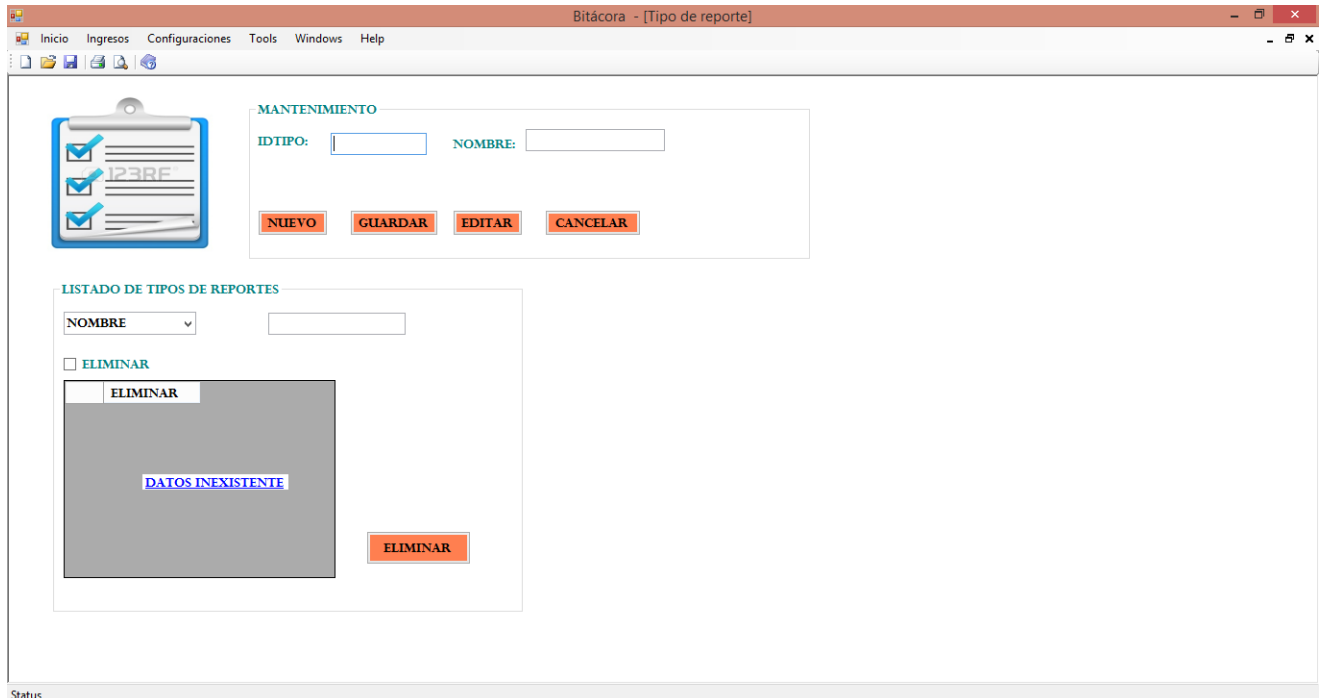 Bitácora - [Tipo de reporte]
Inicio Ingresos Configuraciones Tools Windows Help
123RF
MANTENIMIENTO
IDTIPO: NOMBRE:
NUEVO GUARDAR EDITAR CANCELAR
LISTADO DE TIPOS DE REPORTES
NOMBRE
ELIMINAR
ELIMINAR
DATOS INEXISTENTE
ELIMINAR
Status